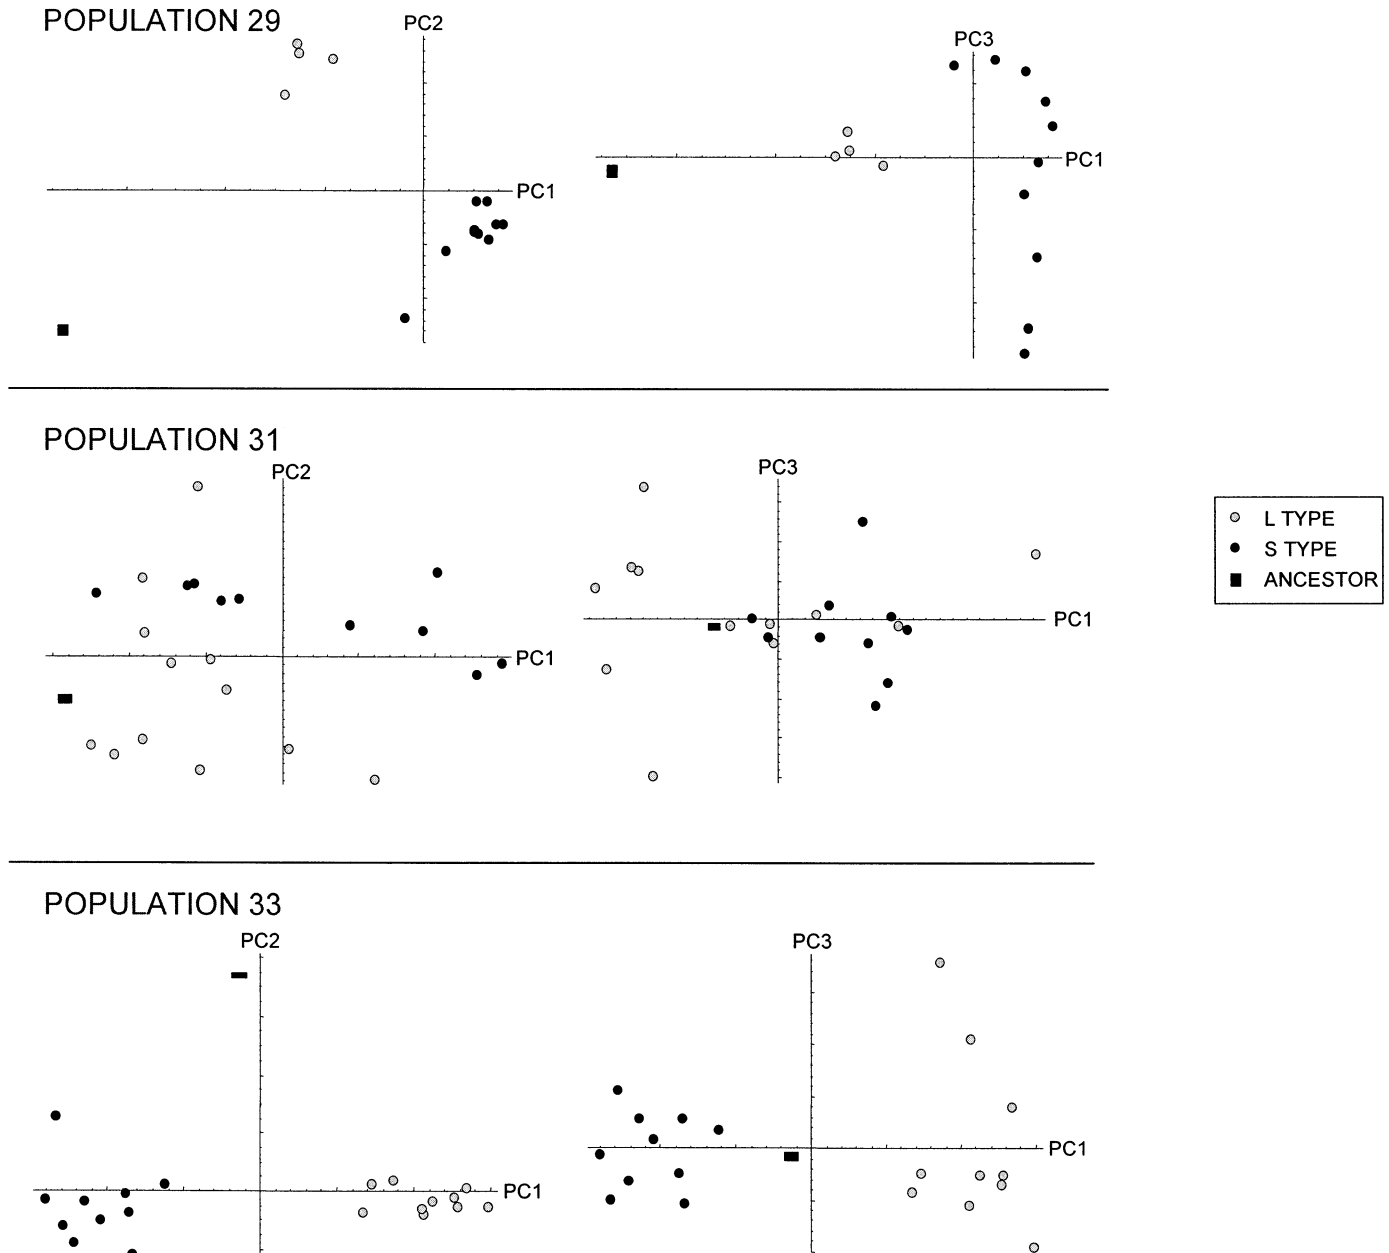 POPULATION 29
PC2
PC1
PC3
PC1
POPULATION 31
PC2
PC1
PC3
PC1
L TYPE
S TYPE
ANCESTOR
POPULATION 33
PC2
PC1
PC3
PC1